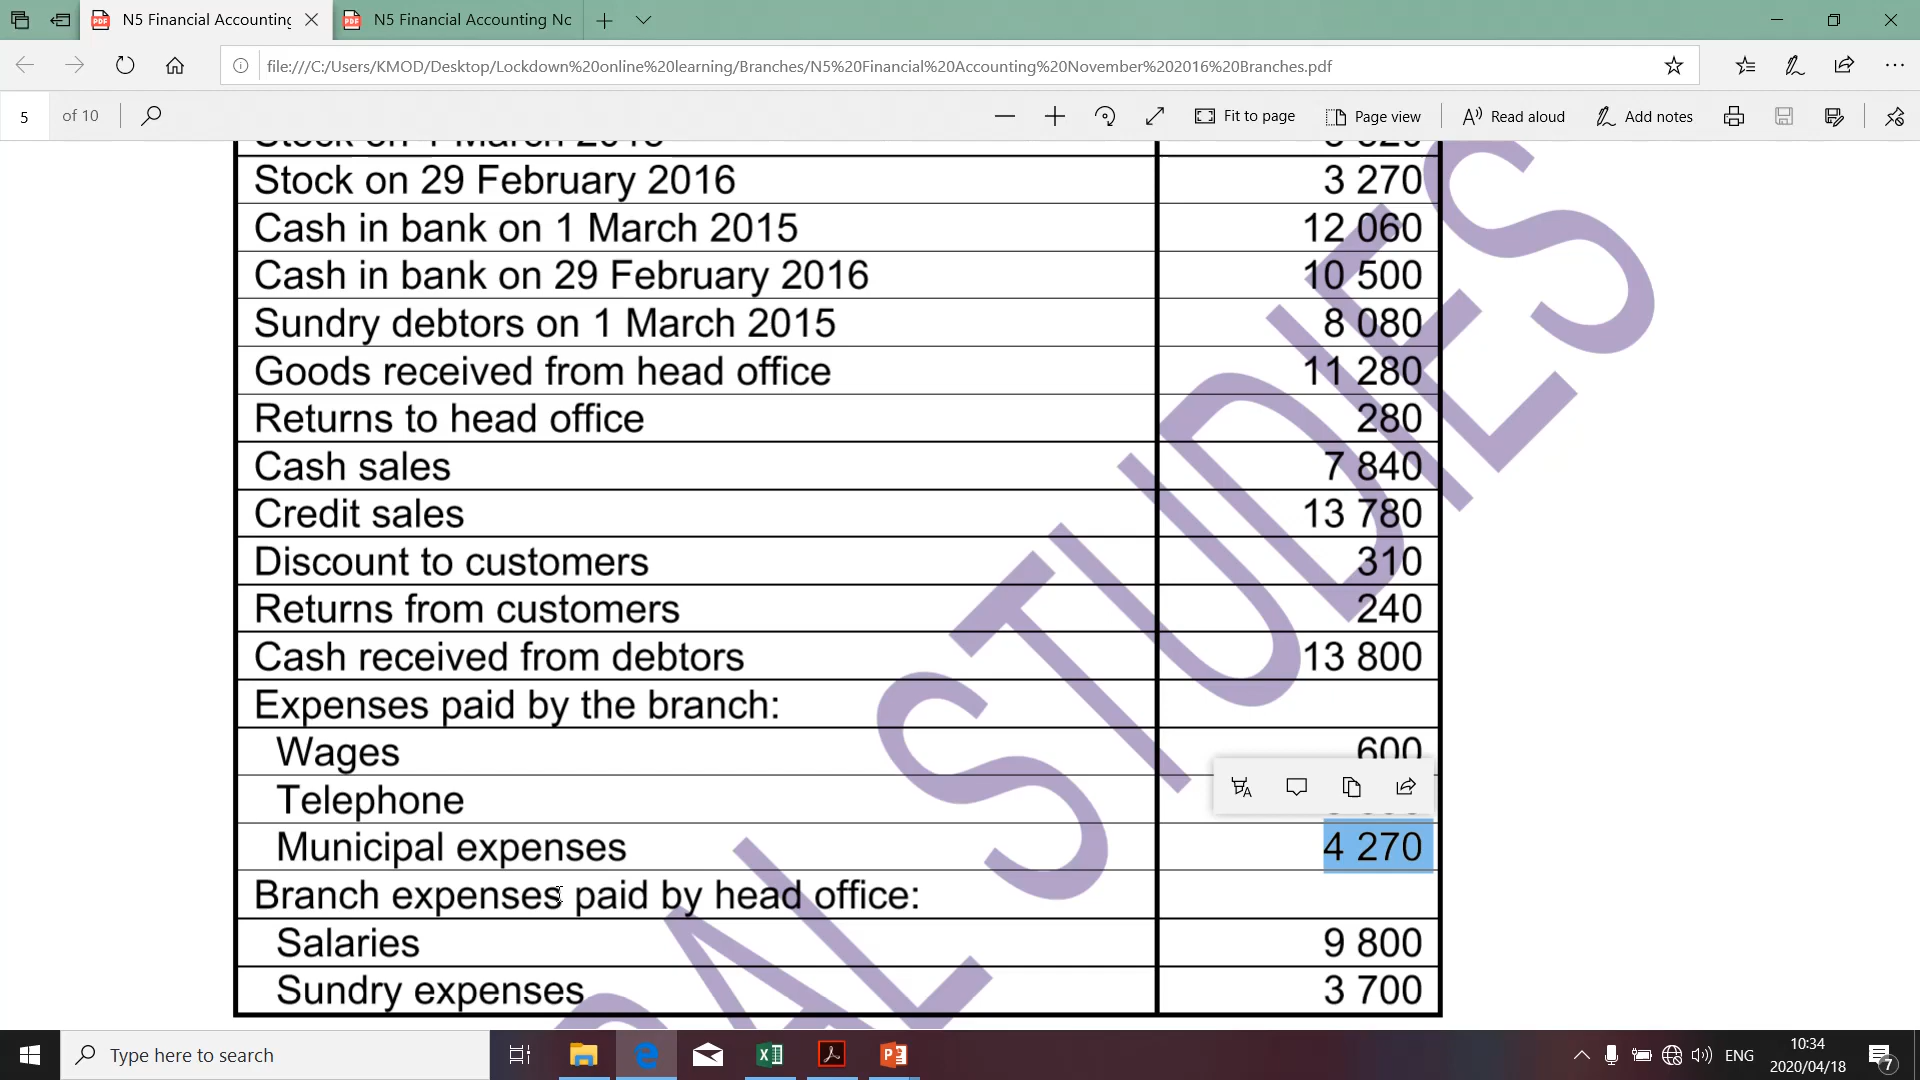 N5 Financial Accounting
N5 Financial Accounting Nc
file:///C:/Users/KMOD/Desktop/Lockdown%20online%20learning/Branches/N5%20Financial%20Accounting%20November%202016%20Branches.pdf
5 of 10
Fit to page
Page view
Read aloud
Add notes
Stock on 29 February 2016 3 270
Cash in bank on 1 March 2015 12 060
Cash in bank on 29 February 2016 10 500
Sundry debtors on 1 March 2015 8 080
Goods received from head office 11 280
Returns to head office 280
Cash sales 7 840
Credit sales 13 780
Discount to customers 310
Returns from customers 240
Cash received from debtors 13 800
Expenses paid by the branch:
Wages 600
Telephone
Municipal expenses 4 270
Branch expenses paid by head office:
Salaries 9 800
Sundry expenses 3 700
STUDIES
Type here to search
ENG
10:34
2020/04/18
7